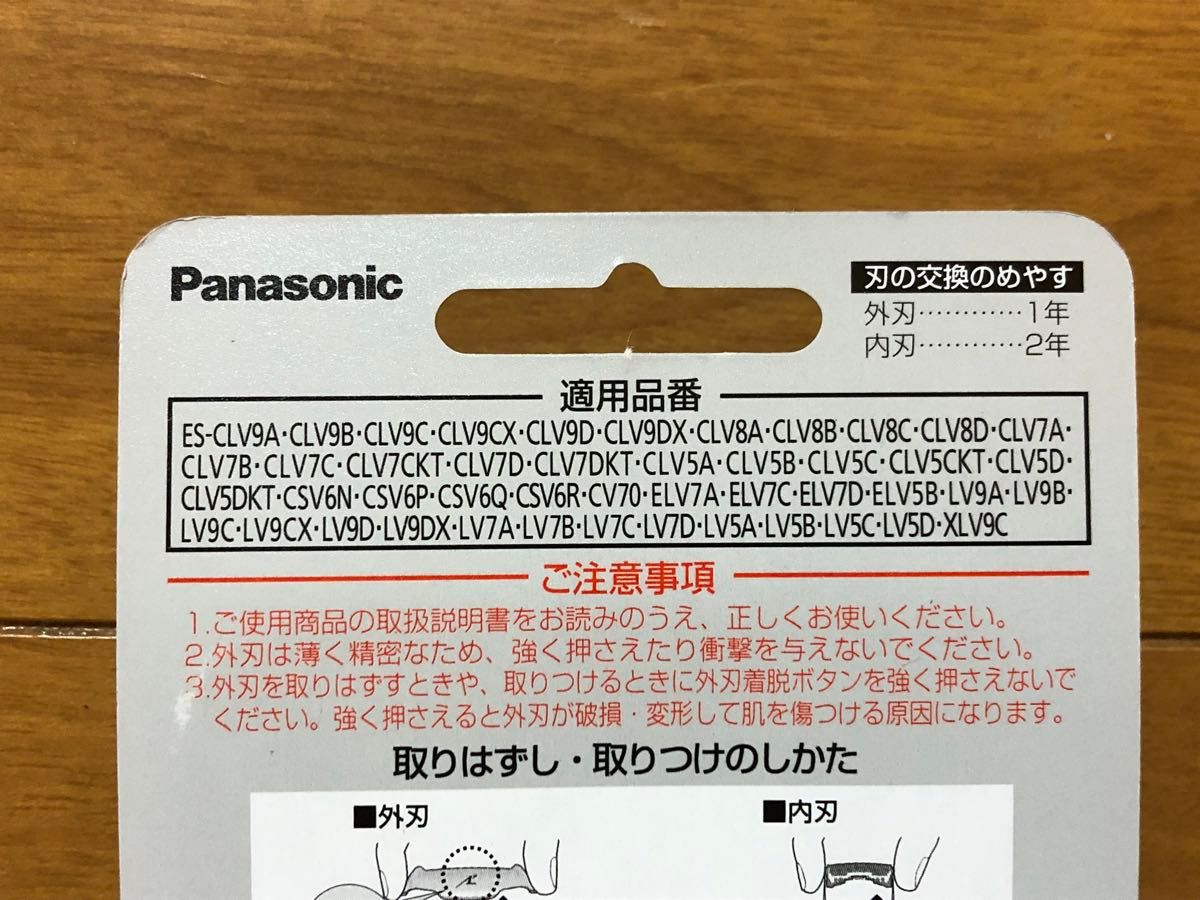 Panasonic
刃の交換のめやす
外刃…………1年
内刃…………2年
適用品番
ES-CLV9A・CLV9B・CLV9C・CLV9CX・CLV9D・CLV9DX・CLV8A・CLV8B・CLV8C・CLV8D・CLV7A・
CLV7B・CLV7C・CLV7CKT・CLV7D・CLV7DKT・CLV5A・CLV5B・CLV5C・CLV5CKT・CLV5D・
CLV5DKT・CSV6N・CSV6P・CSV6Q・CSV6R・CV70・ELV7A・ELV7C・ELV7D・ELV5B・LV9A・LV9B・
LV9C・LV9CX・LV9D・LV9DX・LV7A・LV7B・LV7C・LV7D・LV5A・LV5B・LV5C・LV5D・XLV9C
ご注意事項
1.ご使用商品の取扱説明書をお読みのうえ、正しくお使いください。
2.外刃は薄く精密なため、強く押さえたり衝撃を与えないでください。
3.外刃を取りはずすときや、取りつけるときに外刃着脱ボタンを強く押さえないで
ください。強く押さえると外刃が破損・変形して肌を傷つける原因になります。
取りはずし・取りつけのしかた
■外刃
■内刃